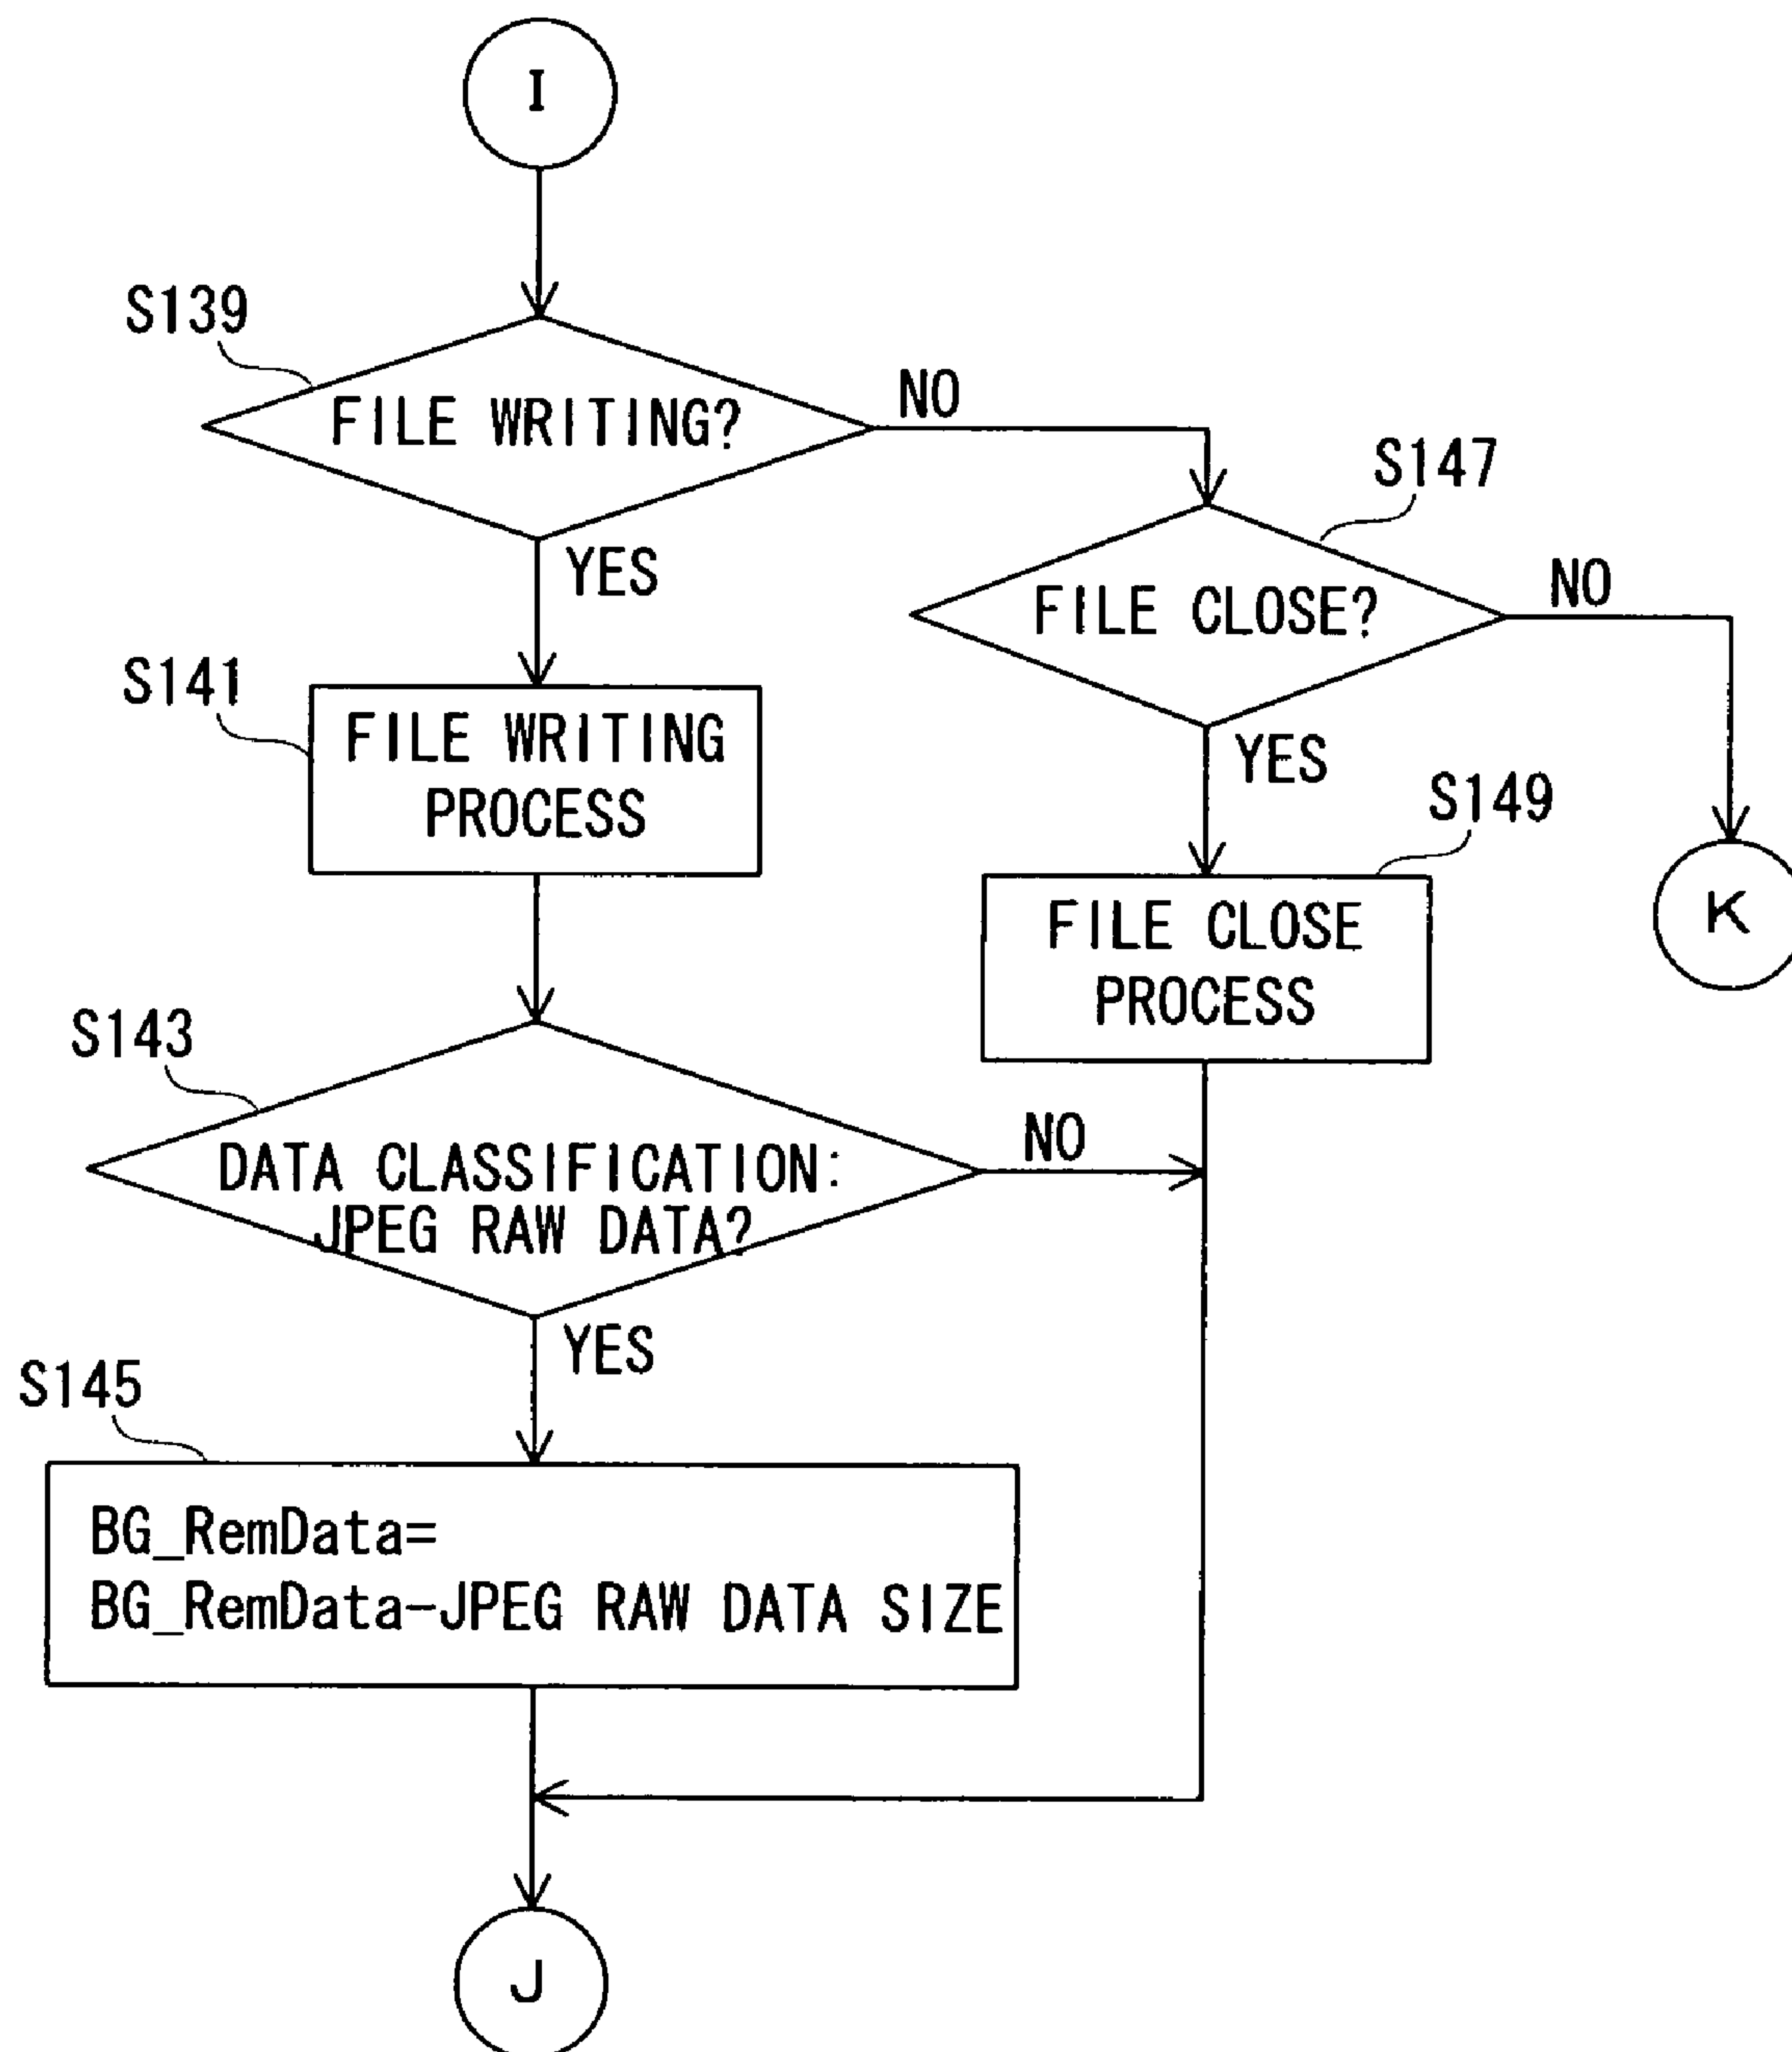 I
S139
FILE WRITING?
NO
S147
YES
FILE CLOSE?
NO
S141
FILE WRITING
PROCESS
YES
S149
FILE CLOSE
PROCESS
K
S143
DATA CLASSIFICATION:
JPEG RAW DATA?
NO
YES
S145
BG_RemData=
BG_RemData-JPEG RAW DATA SIZE
J